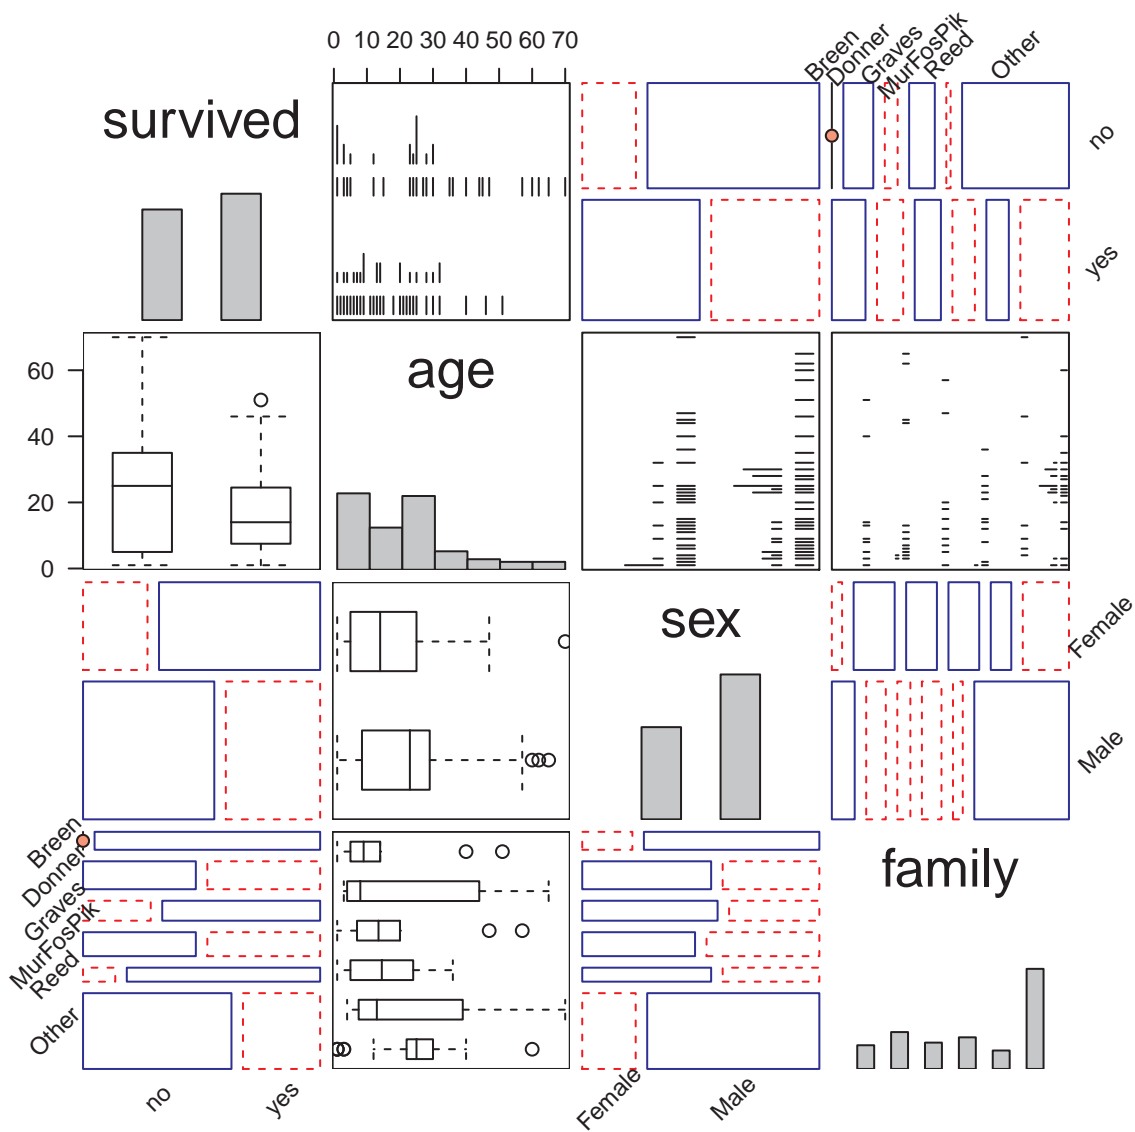 0 10 20 30 40 50 60 70
Breen
Donner
Graves
MurFosPik
Reed
Other
survived
no
yes
age
60
40
20
0
sex
Female
Male
Breen
Donner
Graves
MurFosPik
Reed
Other
family
no
yes
Female
Male